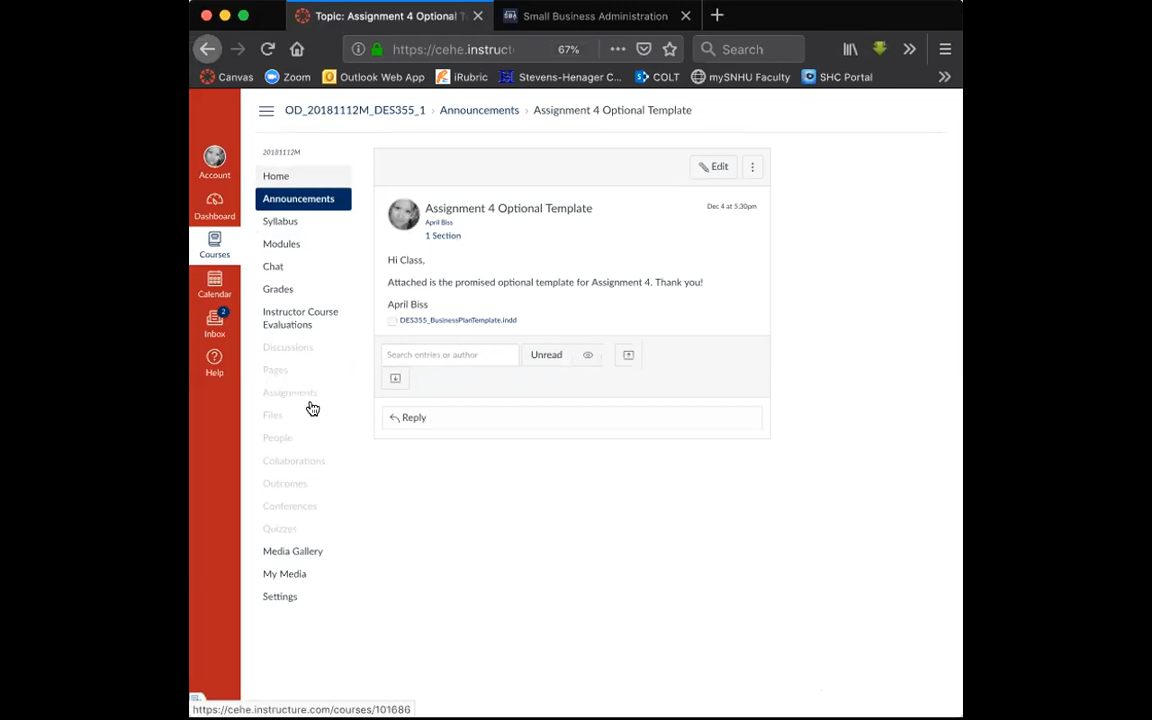 Topic: Assignment 4 Optional T
Small Business Administration
https://cehe.instruct
67%
Search
Canvas
Zoom
Outlook Web App
iRubric
Stevens-Henager C...
COLT
mySNHU Faculty
SHC Portal
OD_20181112M_DES355_1 › Announcements › Assignment 4 Optional Template
20181112M
Account
Dashboard
Courses
Calendar
2
Inbox
Help
Home
Announcements
Syllabus
Modules
Chat
Grades
Instructor Course
Evaluations
Discussions
Pages
Assignments
Files
People
Collaborations
Outcomes
Conferences
Quizzes
Media Gallery
My Media
Settings
Edit
Assignment 4 Optional Template
Dec 4 at 5:30pm
April Biss
1 Section
Hi Class,
Attached is the promised optional template for Assignment 4. Thank you!
April Biss
DES355_BusinessPlanTemplate.indd
Search entries or author
Unread
Reply
https://cehe.instructure.com/courses/101686